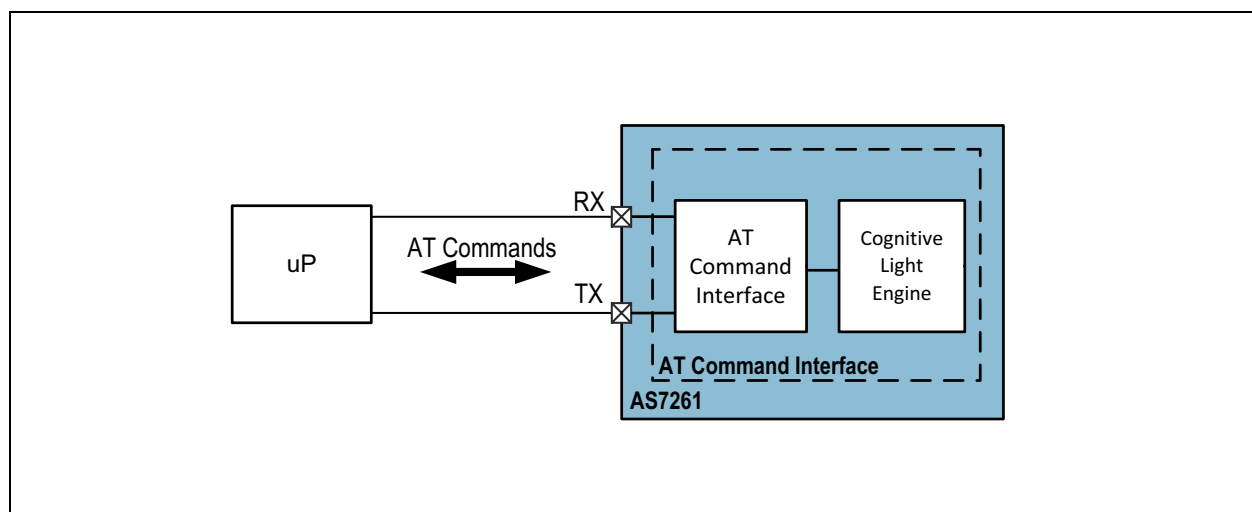 RX
uP
AT Commands
TX
AT
Command
Interface
Cognitive
Light
Engine
AT Command Interface
AS7261